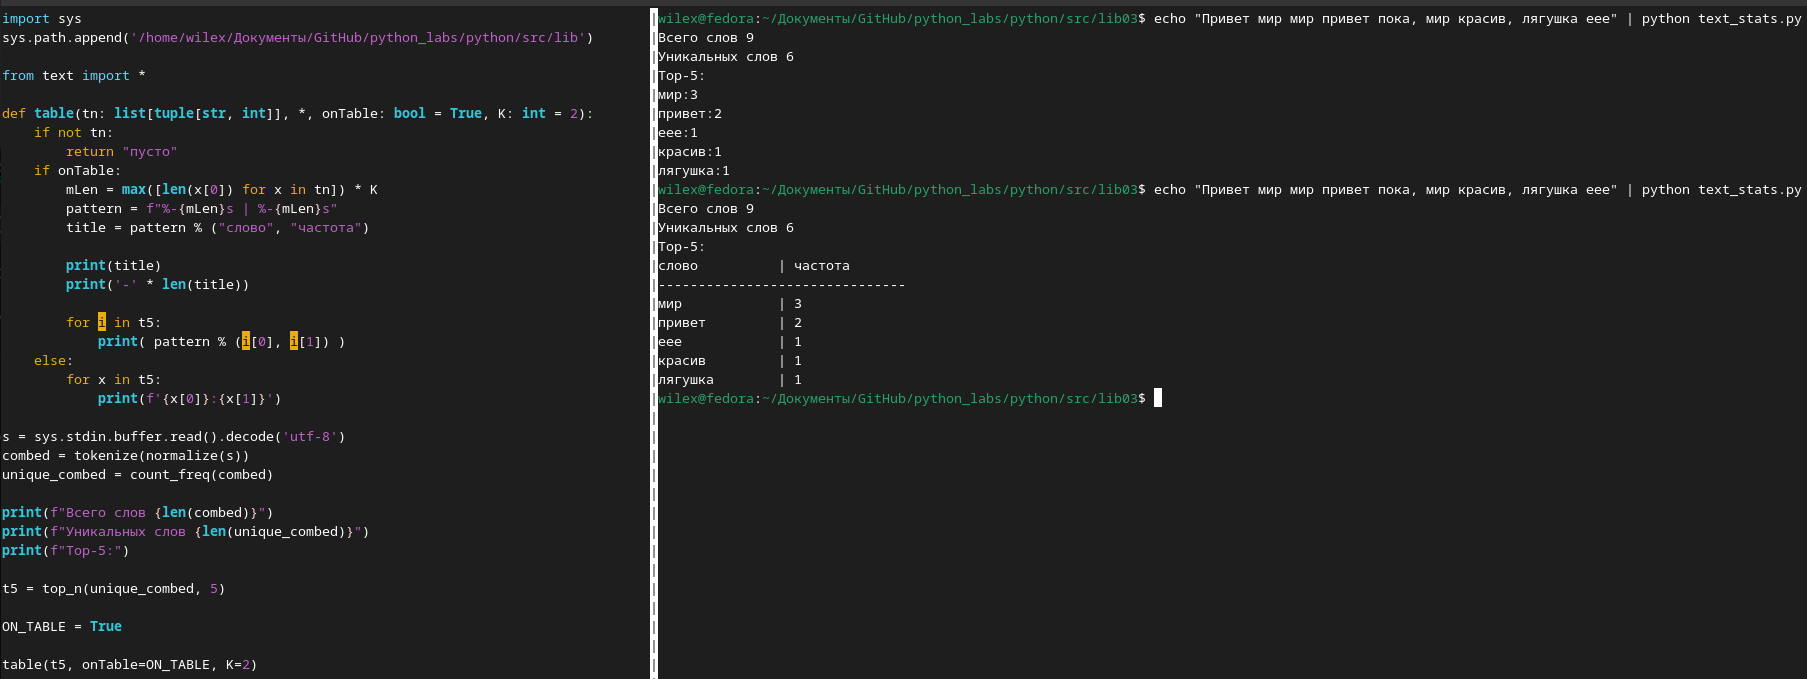 import sys
sys.path.append('/home/wilex/Документы/GitHub/python_labs/python/src/lib')
from text import *
def table(tn: list[tuple[str, int]], *, onTable: bool = True, K: int = 2):
    if not tn:
        return "пусто"
    if onTable:
        mLen = max([len(x[0]) for x in tn]) * K
        pattern = f"%-{mLen}s | %-{mLen}s"
        title = pattern % ("слово", "частота")
        print(title)
        print('-' * len(title))
        for i in t5:
            print( pattern % (i[0], i[1]) )
    else:
        for x in t5:
            print(f'{x[0]}:{x[1]}')
s = sys.stdin.buffer.read().decode('utf-8')
combed = tokenize(normalize(s))
unique_combed = count_freq(combed)
print(f"Всего слов {len(combed)}")
print(f"Уникальных слов {len(unique_combed)}")
print(f"Top-5:")
t5 = top_n(unique_combed, 5)
ON_TABLE = True
table(t5, onTable=ON_TABLE, K=2)
wilex@fedora:~/Документы/GitHub/python_labs/python/src/lib03$ echo "Привет мир мир привет пока, мир красив, лягушка еее" | python text_stats.py
Всего слов 9
Уникальных слов 6
Top-5:
мир:3
привет:2
еее:1
красив:1
лягушка:1
wilex@fedora:~/Документы/GitHub/python_labs/python/src/lib03$ echo "Привет мир мир привет пока, мир красив, лягушка еее" | python text_stats.py
Всего слов 9
Уникальных слов 6
Top-5:
слово          | частота
-------------------------------
мир            | 3
привет         | 2
еее            | 1
красив         | 1
лягушка        | 1
wilex@fedora:~/Документы/GitHub/python_labs/python/src/lib03$